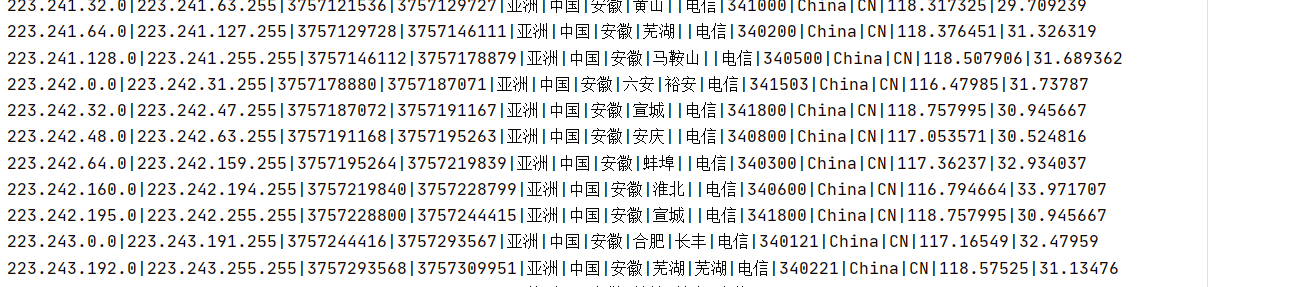 223.241.32.0|223.241.63.255|3757121536|3757129727|亚洲|中国|安徽|黄山||电信|341000|China|CN|118.317325|29.709239
223.241.64.0|223.241.127.255|3757129728|3757146111|亚洲|中国|安徽|芜湖||电信|340200|China|CN|118.376451|31.326319
223.241.128.0|223.241.255.255|3757146112|3757178879|亚洲|中国|安徽|马鞍山||电信|340500|China|CN|118.507906|31.689362
223.242.0.0|223.242.31.255|3757178880|3757187071|亚洲|中国|安徽|六安|裕安|电信|341503|China|CN|116.47985|31.73787
223.242.32.0|223.242.47.255|3757187072|3757191167|亚洲|中国|安徽|宣城||电信|341800|China|CN|118.757995|30.945667
223.242.48.0|223.242.63.255|3757191168|3757195263|亚洲|中国|安徽|安庆||电信|340800|China|CN|117.053571|30.524816
223.242.64.0|223.242.159.255|3757195264|3757219839|亚洲|中国|安徽|蚌埠||电信|340300|China|CN|117.36237|32.934037
223.242.160.0|223.242.194.255|3757219840|3757228799|亚洲|中国|安徽|淮北||电信|340600|China|CN|116.794664|33.971707
223.242.195.0|223.242.255.255|3757228800|3757244415|亚洲|中国|安徽|宣城||电信|341800|China|CN|118.757995|30.945667
223.243.0.0|223.243.191.255|3757244416|3757293567|亚洲|中国|安徽|合肥|长丰|电信|340121|China|CN|117.16549|32.47959
223.243.192.0|223.243.255.255|3757293568|3757309951|亚洲|中国|安徽|芜湖|芜湖|电信|340221|China|CN|118.57525|31.13476